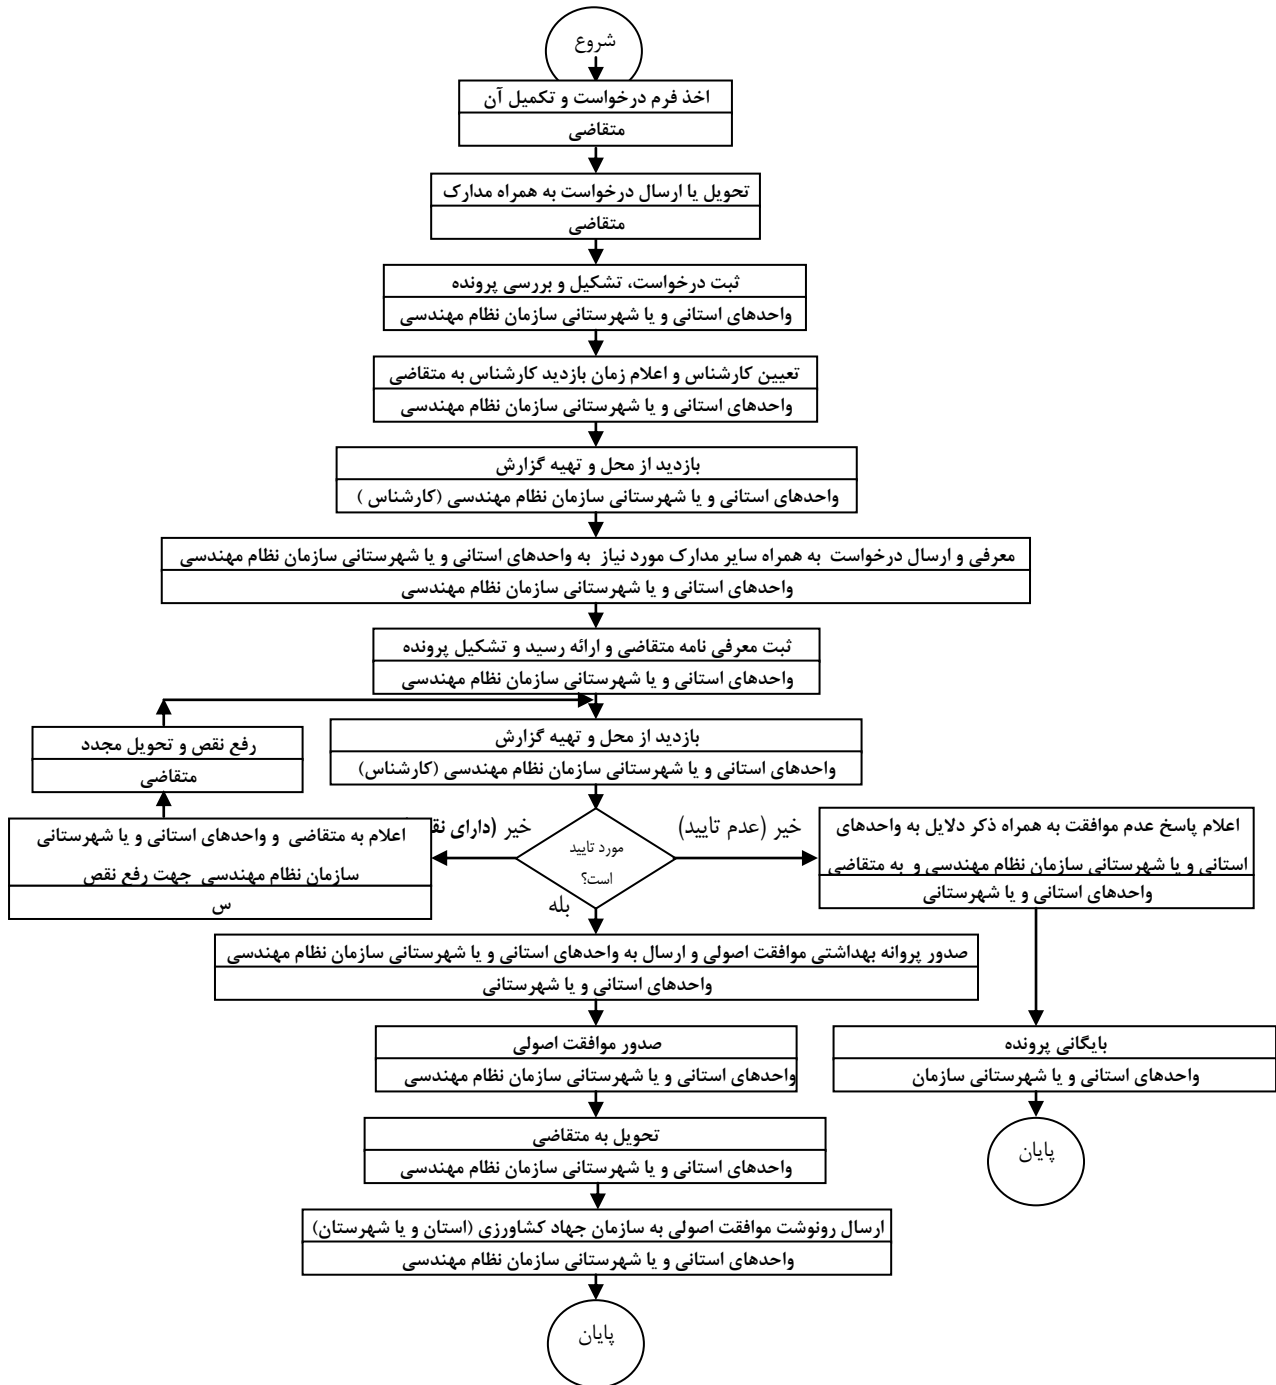 شروع
اخذ فرم درخواست و تکمیل آن
متقاضی
تحویل یا ارسال درخواست به همراه مدارک
متقاضی
ثبت درخواست، تشکیل و بررسی پرونده
واحدهای استانی و یا شهرستانی سازمان نظام مهندسی
تعیین کارشناس و اعلام زمان بازدید کارشناس به متقاضی
واحدهای استانی و یا شهرستانی سازمان نظام مهندسی
بازدید از محل و تهیه گزارش
واحدهای استانی و یا شهرستانی سازمان نظام مهندسی (کارشناس )
معرفی و ارسال درخواست به همراه سایر مدارک مورد نیاز به واحدهای استانی و یا شهرستانی سازمان نظام مهندسی
واحدهای استانی و یا شهرستانی سازمان نظام مهندسی
ثبت معرفی نامه متقاضی و ارائه رسید و تشکیل پرونده
واحدهای استانی و یا شهرستانی سازمان نظام مهندسی
بازدید از محل و تهیه گزارش
واحدهای استانی و یا شهرستانی سازمان نظام مهندسی (کارشناس)
رفع نقص و تحویل مجدد
متقاضی
مورد تایید
است؟
خیر (عدم تایید)
خیر (دارای
بله
اعلام پاسخ عدم موافقت به همراه ذکر دلایل به واحدهای
استانی و یا شهرستانی سازمان نظام مهندسی و به متقاضی
واحدهای استانی و یا شهرستانی
اعلام به متقاضی و واحدهای استانی و یا شهرستانی
سازمان نظام مهندسی جهت رفع نقص
س
صدور پروانه بهداشتی موافقت اصولی و ارسال به واحدهای استانی و یا شهرستانی سازمان نظام مهندسی
واحدهای استانی و یا شهرستانی
صدور موافقت اصولی
واحدهای استانی و یا شهرستانی سازمان نظام مهندسی
بایگانی پرونده
واحدهای استانی و یا شهرستانی سازمان
پایان
تحویل به متقاضی
واحدهای استانی و یا شهرستانی سازمان نظام مهندسی
ارسال رونوشت موافقت اصولی به سازمان جهاد کشاورزی (استان و یا شهرستان)
واحدهای استانی و یا شهرستانی سازمان نظام مهندسی
پایان